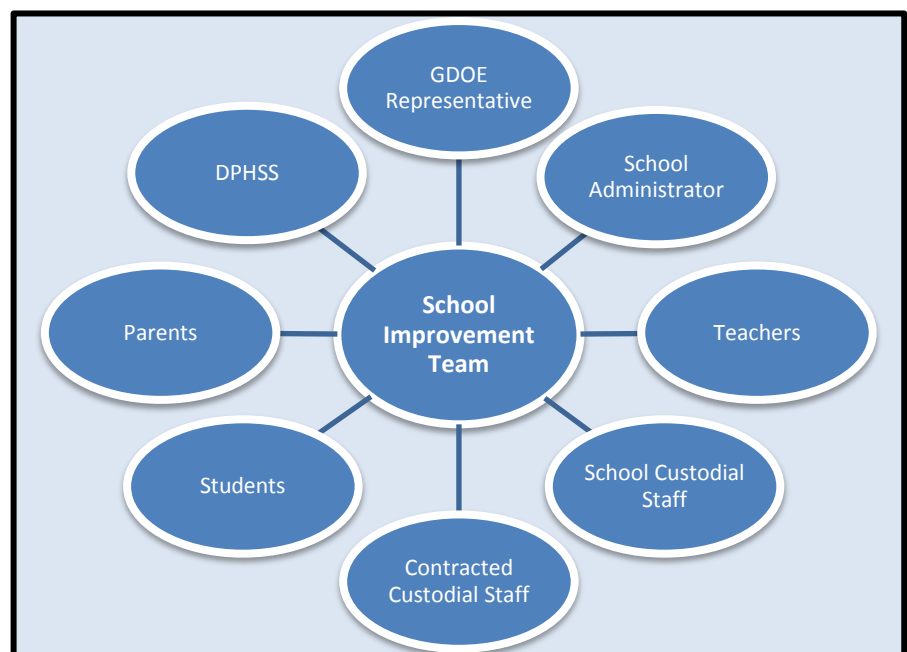 GDOE
Representative
School
Administrator
Teachers
School Custodial
Staff
Contracted
Custodial Staff
Students
Parents
DPHSS
School
Improvement
Team